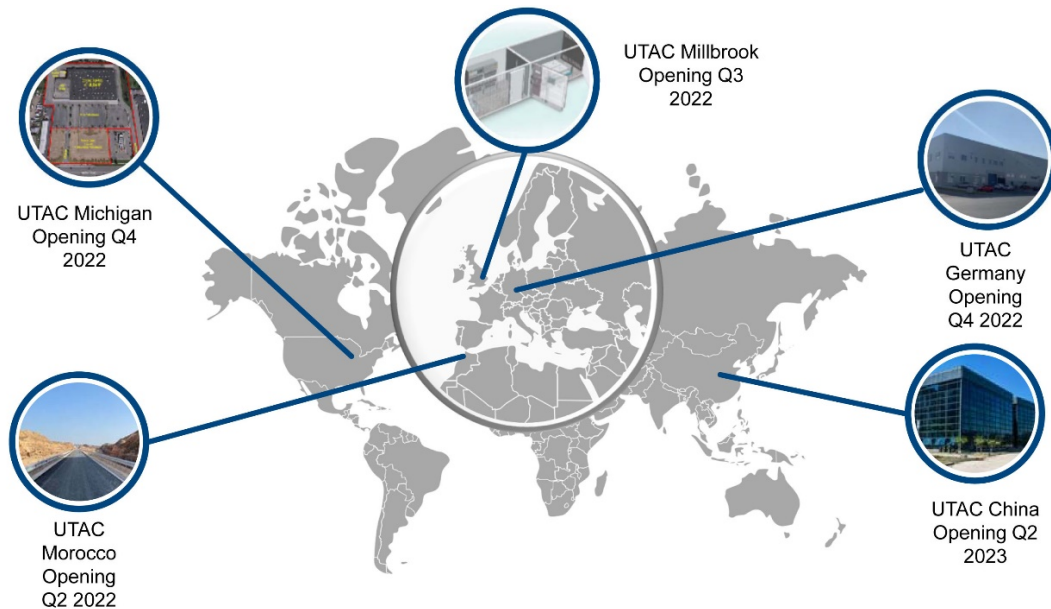 UTAC Millbrook
Opening Q3
2022
UTAC Michigan
Opening Q4
2022
UTAC
Germany
Opening
Q4 2022
UTAC
Morocco
Opening
Q2 2022
UTAC China
Opening Q2
2023